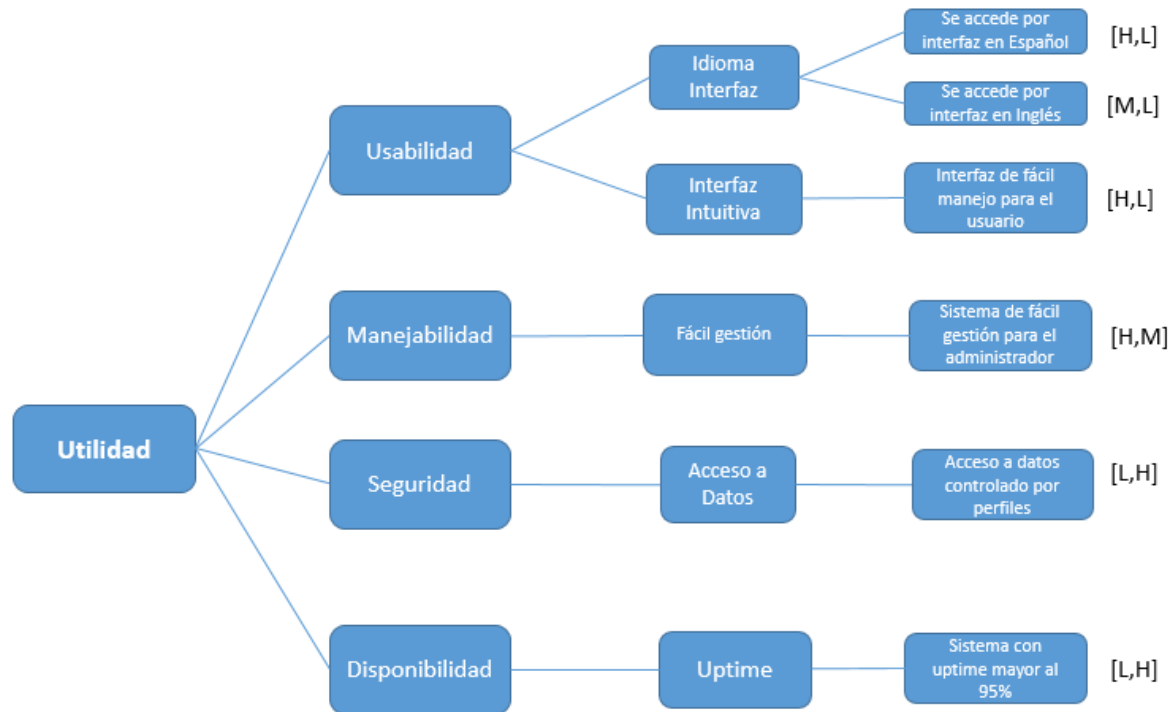 Utilidad
Usabilidad
Idioma
Interfaz
Se accede por
interfaz en Español
[H,L]
Se accede por
interfaz en Inglés
[M,L]
Interfaz
Intuitiva
Interfaz de fácil
manejo para el
usuario
[H,L]
Manejabilidad
Fácil gestión
Sistema de fácil
gestión para el
administrador
[H,M]
Seguridad
Acceso a
Datos
Acceso a datos
controlado por
perfiles
[L,H]
Disponibilidad
Uptime
Sistema con
uptime mayor al
95%
[L,H]